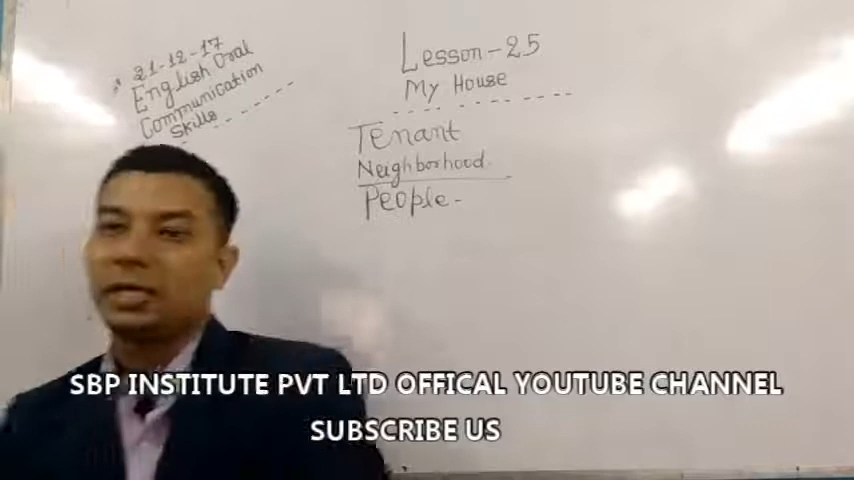 21-12-17
English Oral
Communication
Skills
Lesson-25
My House
Tenant
Neighborhood
People-
SBP INSTITUTE PVT LTD OFFICAL YOUTUBE CHANNEL
SUBSCRIBE US